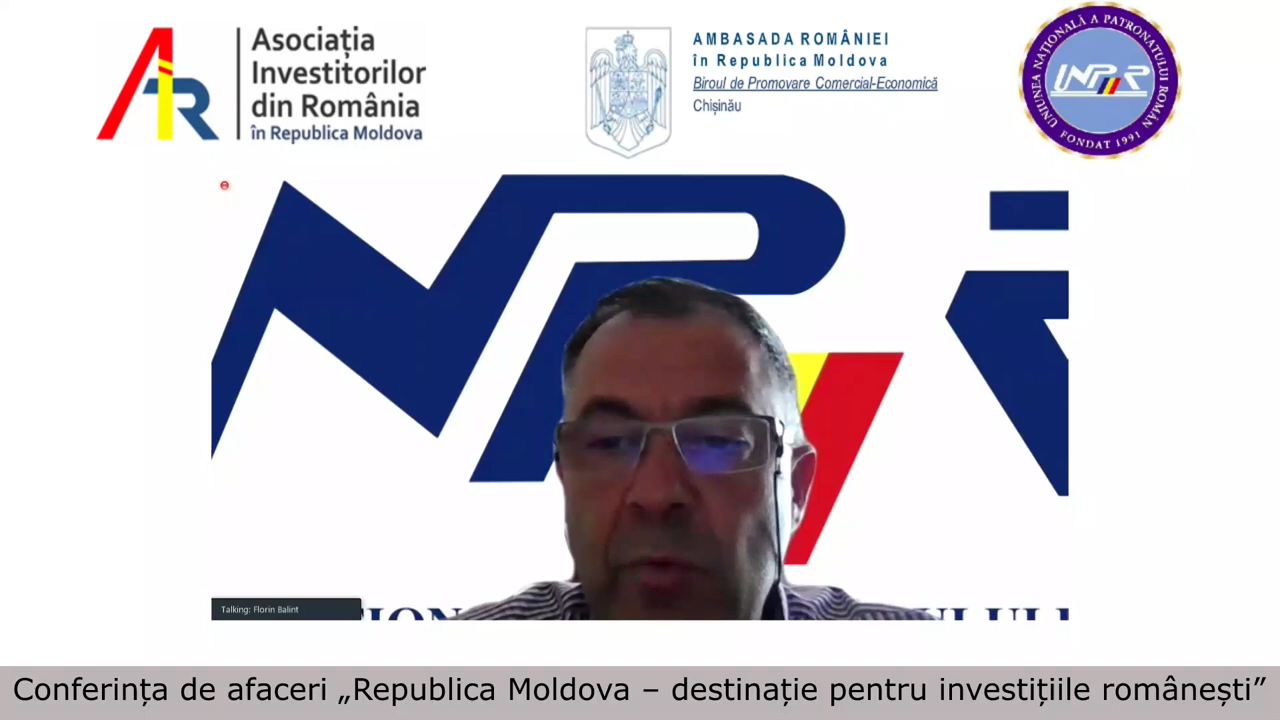 Asociația
Investitorilor
din România
în Republica Moldova
AMBASADA ROMÂNIEI
în Republica Moldova
Biroul de Promovare Comercial-Economică
Chișinău
UNIUNEA NAȚIONALĂ A PATRONATULUI ROMÂN
UNPR
FONDAT 1991
Talking: Florin Balint
Conferința de afaceri „Republica Moldova – destinație pentru investițiile românești”